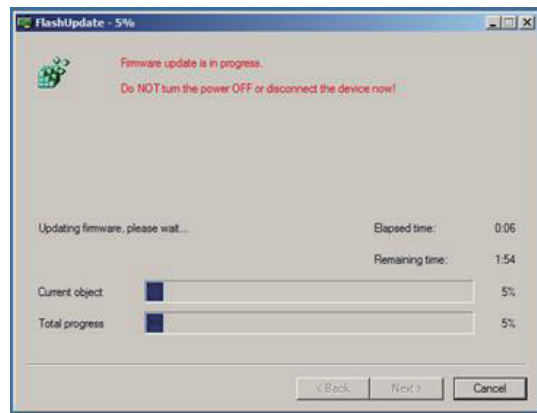 FlashUpdate - 5%
Firmware update is in progress.
Do NOT turn the power OFF or disconnect the device now!
Updating firmware, please wait...
Elapsed time: 0:06
Remaining time: 1:54
Current object 5%
Total progress 5%
< Back Next > Cancel